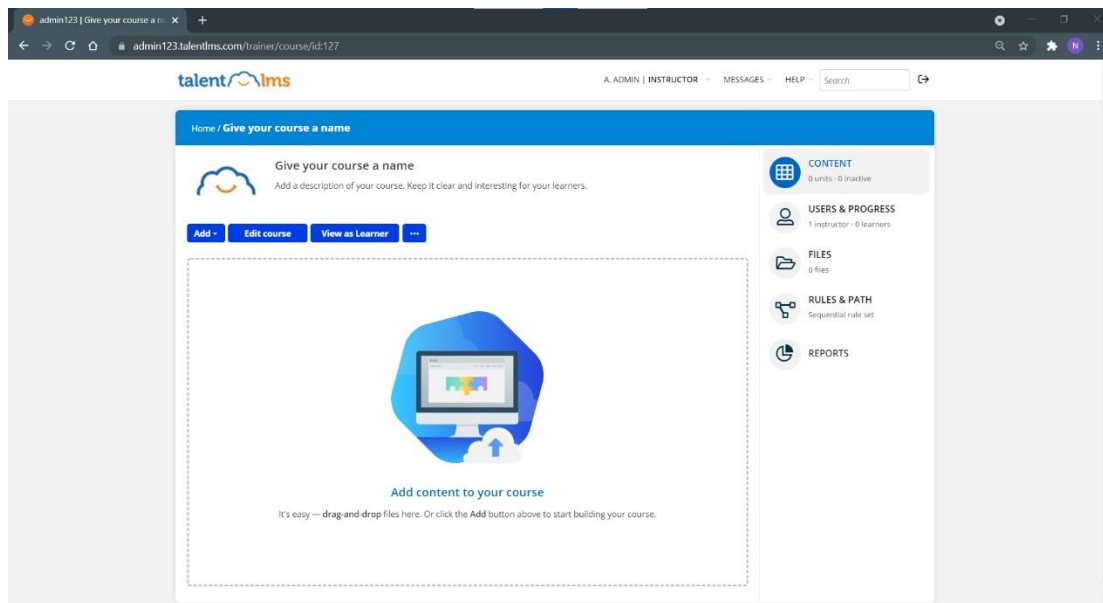 admin123 | Give your course a n
admin123.talentlms.com/trainer/course/id:127
N
talentlms
A. ADMIN | INSTRUCTOR
MESSAGES
HELP
Search
Home / Give your course a name
Give your course a name
Add a description of your course. Keep it clear and interesting for your learners.
Add
Edit course
View as Learner
...
Add content to your course
It's easy — drag-and-drop files here. Or click the Add button above to start building your course.
CONTENT
0 units - 0 inactive
USERS & PROGRESS
1 instructor - 0 learners
FILES
0 files
RULES & PATH
Sequential rule set
REPORTS